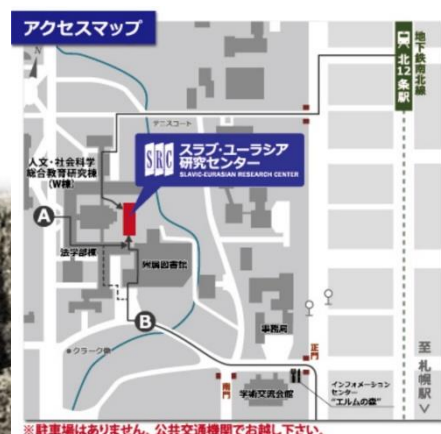 アクセスマップ
地下鉄南北線
北12条駅
テニスコート
SRC スラブ・ユーラシア
研究センター
SLAVIC-EURASIAN RESEARCH CENTER
人文・社会科学
総合教育研究棟
(W棟)
A
法学部棟
附属図書館
B
事務局
クラーク像
正門
南門
学術交流会館
インフォメーション
センター
"エルムの森"
至 札幌駅
※駐車場はありません、公共交通機関でお越し下さい。